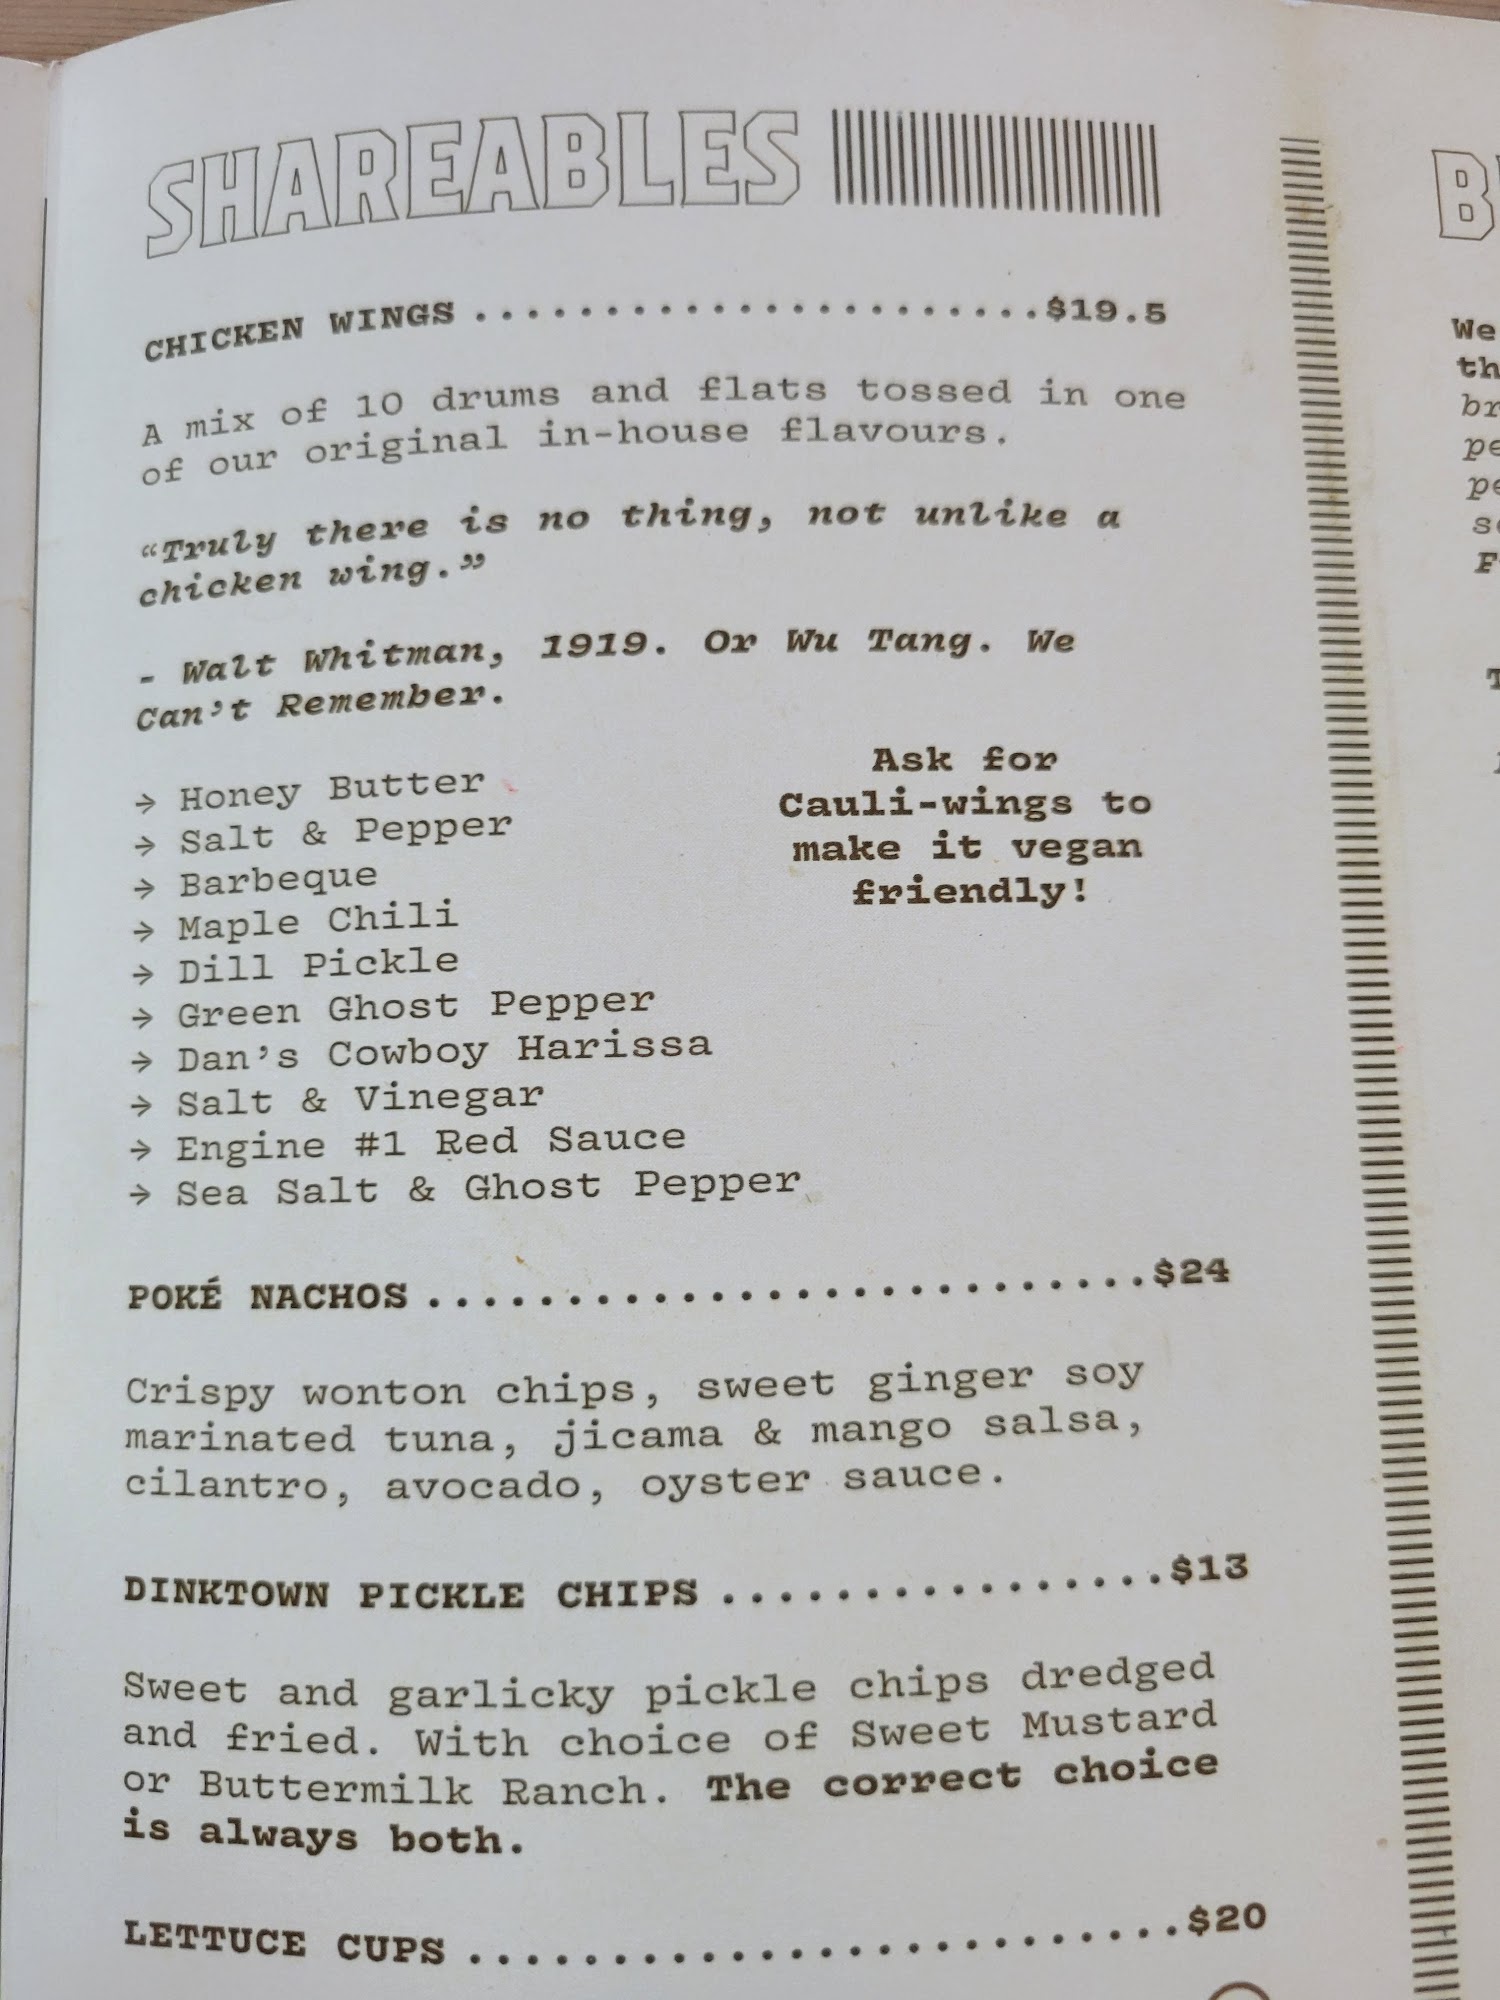 SHAREABLES
CHICKEN WINGS ......................$19.5
A mix of 10 drums and flats tossed in one
of our original in-house flavours.
“Truly there is no thing, not unlike a
chicken wing.”
- Walt Whitman, 1919. Or Wu Tang. We
Can't Remember.
→ Honey Butter
→ Salt & Pepper
→ Barbeque
→ Maple Chili
→ Dill Pickle
→ Green Ghost Pepper
→ Dan's Cowboy Harissa
→ Salt & Vinegar
→ Engine #1 Red Sauce
→ Sea Salt & Ghost Pepper
Ask for
Cauli-wings to
make it vegan
friendly!
POKÉ NACHOS ..........................$24
Crispy wonton chips, sweet ginger soy
marinated tuna, jicama & mango salsa,
cilantro, avocado, oyster sauce.
DINKTOWN PICKLE CHIPS ................$13
Sweet and garlicky pickle chips dredged
and fried. With choice of Sweet Mustard
or Buttermilk Ranch. The correct choice
is always both.
LETTUCE CUPS .........................$20
We